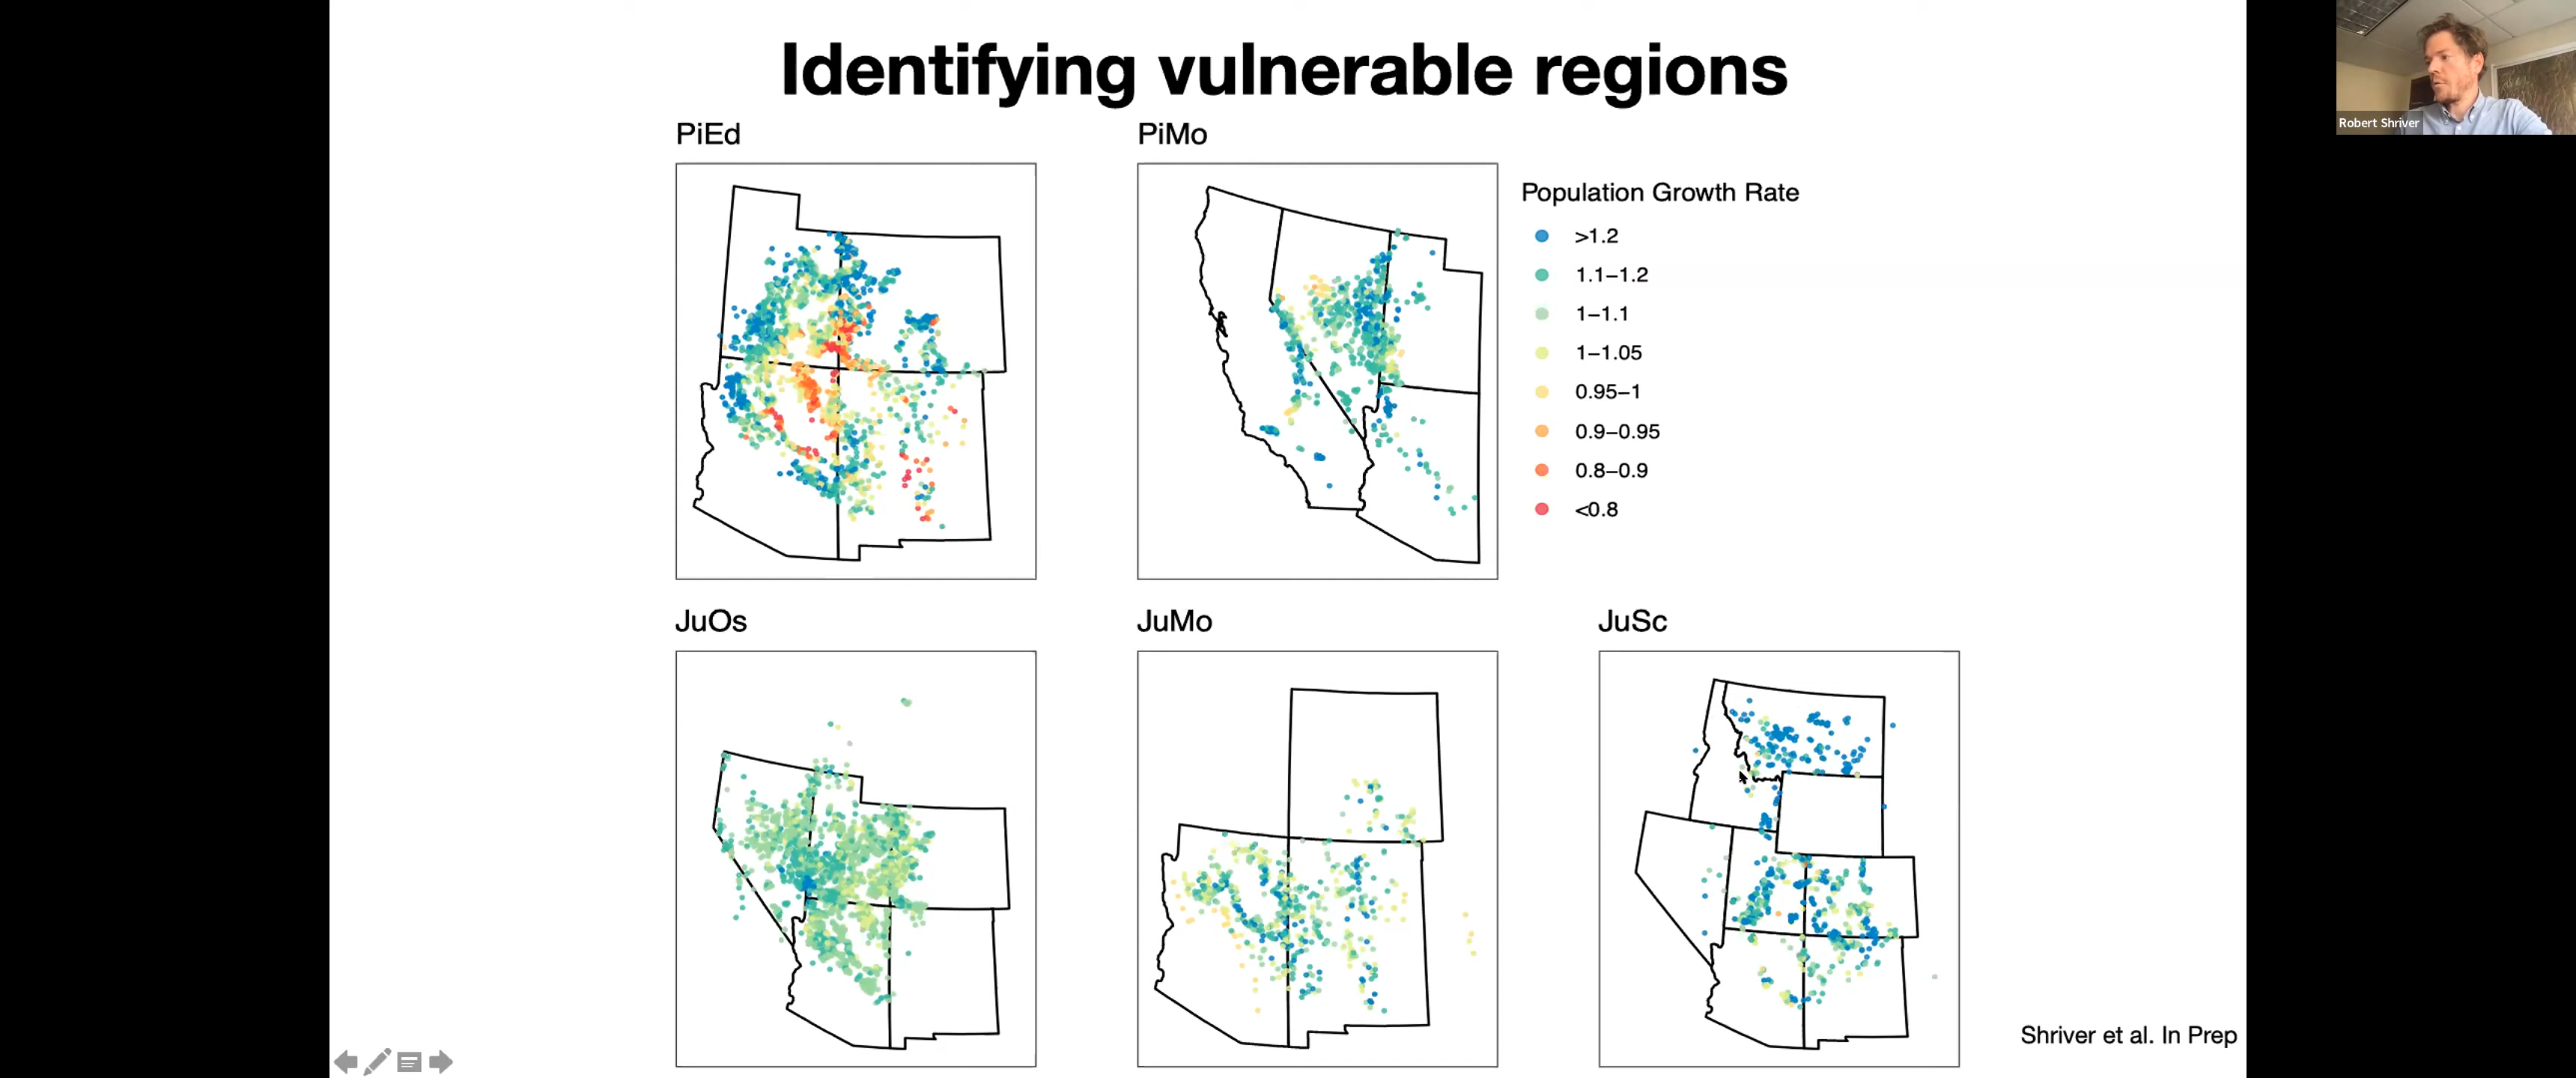 Identifying vulnerable regions
Robert Shriver
PiEd
PiMo
Population Growth Rate
>1.2
1.1–1.2
1–1.1
1–1.05
0.95–1
0.9–0.95
0.8–0.9
<0.8
JuOs
JuMo
JuSc
Shriver et al. In Prep